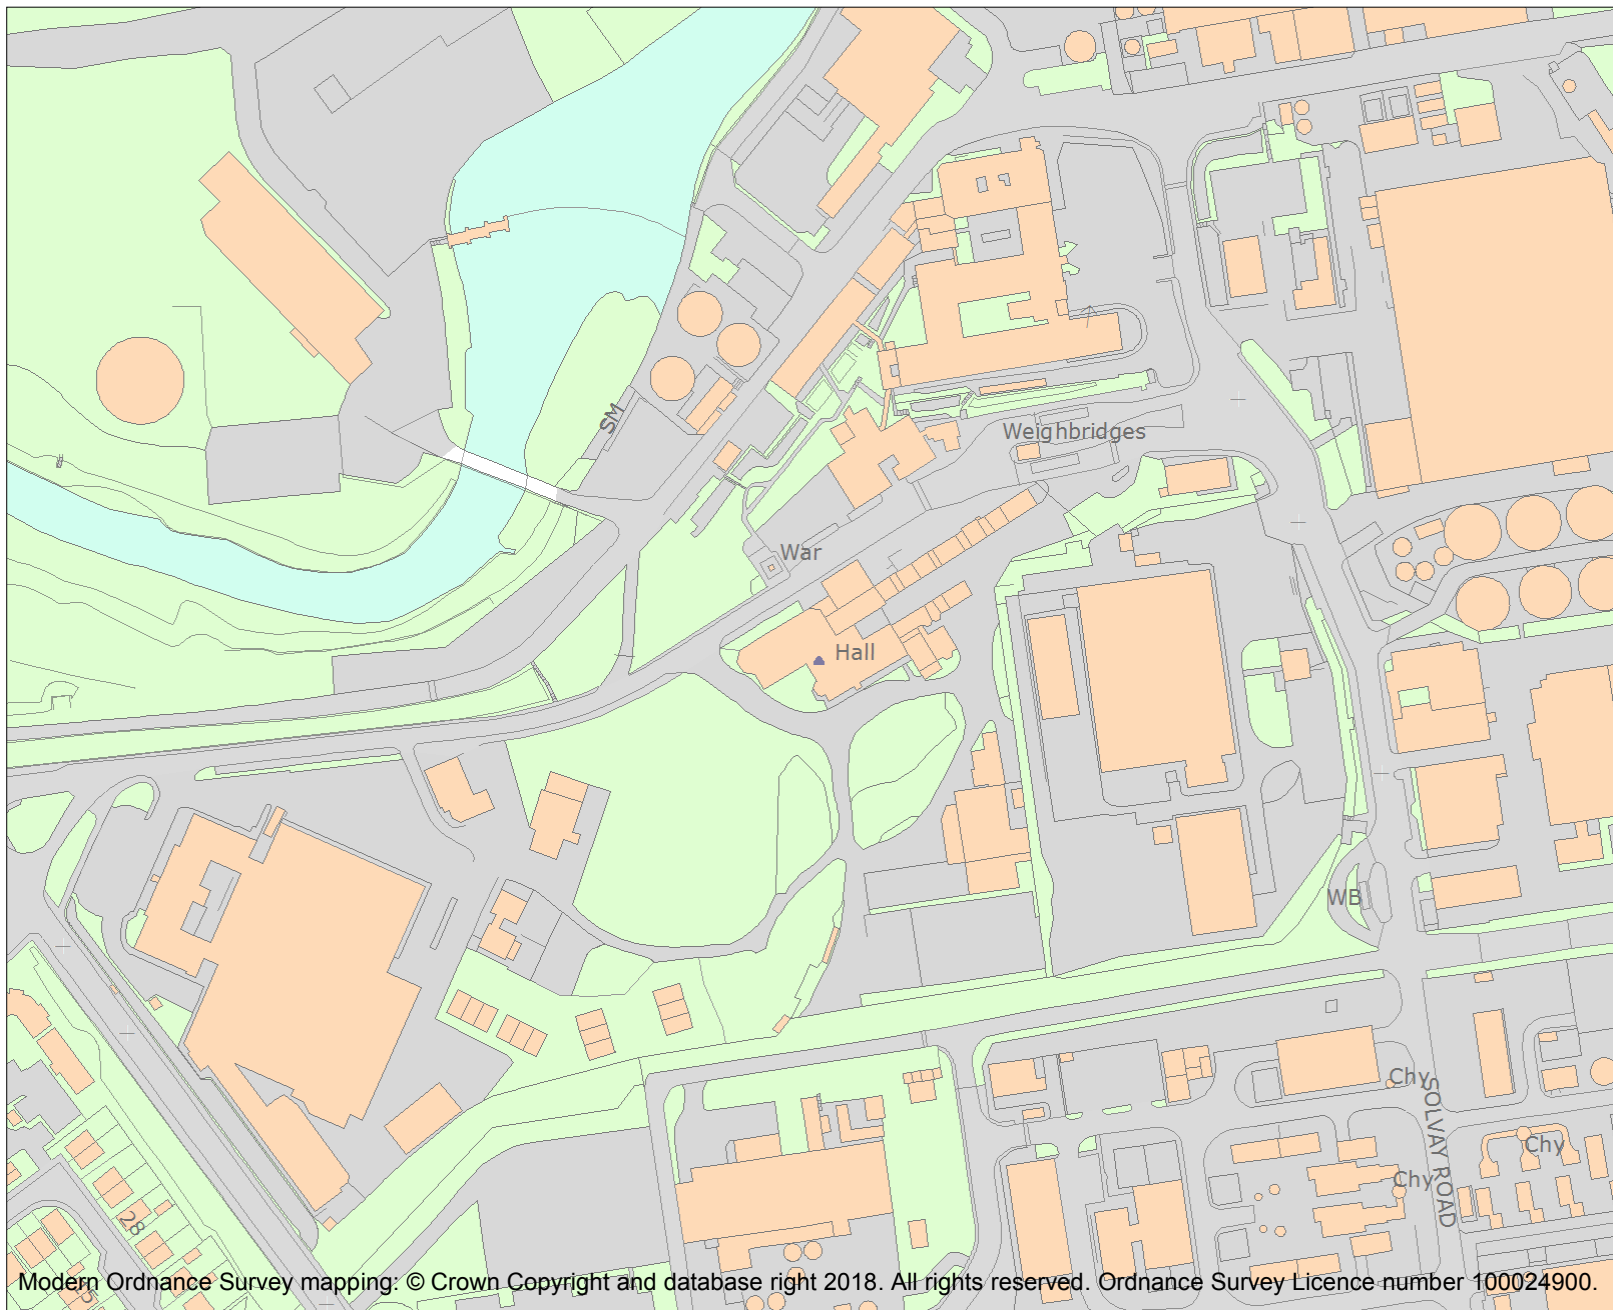 SM
Weighbridges
War
Hall
WB
Chy
SOLVAY ROAD
Chy
Chy
28
15
Modern Ordnance Survey mapping: © Crown Copyright and database right 2018. All rights reserved. Ordnance Survey Licence number 100024900.